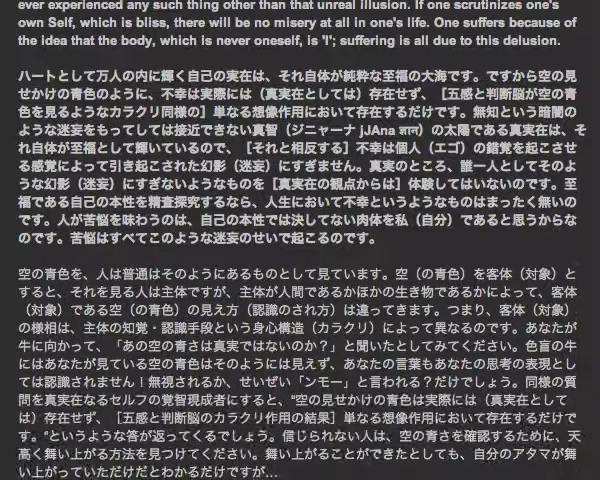 ever experienced any such thing other than that unreal illusion. If one scrutinizes one's
own Self, which is bliss, there will be no misery at all in one's life. One suffers because of
the idea that the body, which is never oneself, is 'I'; suffering is all due to this delusion.
ハートとして万人の内に輝く自己の実在は、それ自体が純粋な至福の大海です。ですから空の見
せかけの青色のように、不幸は実際には（真実在としては）存在せず、［五感と判断脳が空の青
色を見るようなカラクリ同様の］単なる想像作用において存在するだけです。無知という暗闇の
ような迷妄をもってしては接近できない真智（ジニャーナ jJAna ज्ञान）の太陽である真実在は、そ
れ自体が至福として輝いているので、［それと相反する］不幸は個人（エゴ）の錯覚を起こさせ
る感覚によって引き起こされた幻影（迷妄）にすぎません。真実のところ、誰一人としてそのよ
うな幻影（迷妄）にすぎないようなものを［真実在の観点からは］体験してはいないのです。至
福である自己の本性を精査探究するなら、人生において不幸というようなものはまったく無いの
です。人が苦悩を味わうのは、自己の本性では決してない肉体を私（自分）であると思うからな
のです。苦悩はすべてこのような迷妄のせいで起こるのです。
空の青色を、人は普通はそのようにあるものとして見ています。空（の青色）を客体（対象）と
すると、それを見る人は主体ですが、主体が人間であるかほかの生き物であるかによって、客体
（対象）である空（の青色）の見え方（認識のされ方）は違ってきます。つまり、客体（対象）
の様相は、主体の知覚・認識手段という身心構造（カラクリ）によって異なるのです。あなたが
牛に向かって、「あの空の青さは真実ではないのか？」と聞いたとしてみてください。色盲の牛
にはあなたが見ている空の青色はそのようには見えず、あなたの言葉もあなたの思考の表現とし
ては認識されません！無視されるか、せいぜい「ンモー」と言われる？だけでしょう。同様の質
問を真実在なるセルフの覚智現成者にすると、"空の見せかけの青色は実際には（真実在として
は）存在せず、［五感と判断脳のカラクリ作用の結果］単なる想像作用において存在するだけで
す。"というような答が返ってくるでしょう。信じられない人は、空の青さを確認するために、天
高く舞い上がる方法を見つけてください。舞い上がることができたとしても、自分のアタマが舞
い上がっていただけだとわかるだけですが…